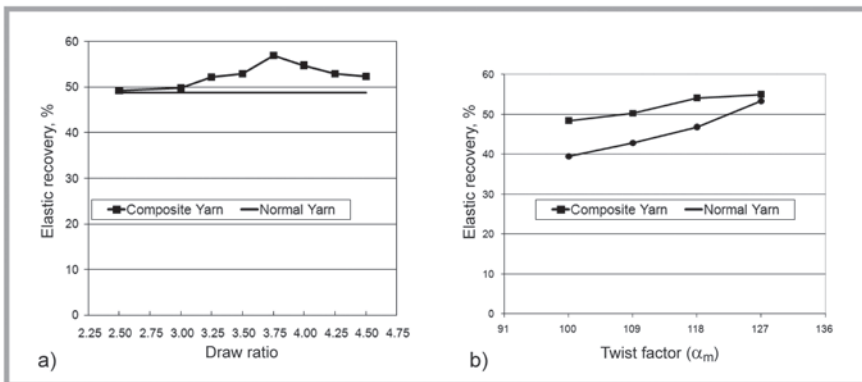 60
50
40
30
20
10
0
Elastic recovery, %
Composite Yarn Normal Yarn
2.25 2.50 2.75 3.00 3.25 3.50 3.75 4.00 4.25 4.50 4.75
Draw ratio
a)
60
50
40
30
20
10
0
Elastic recovery, %
Composite Yarn Normal Yarn
91 100 109 118 127 136
Twist factor (αm)
b)